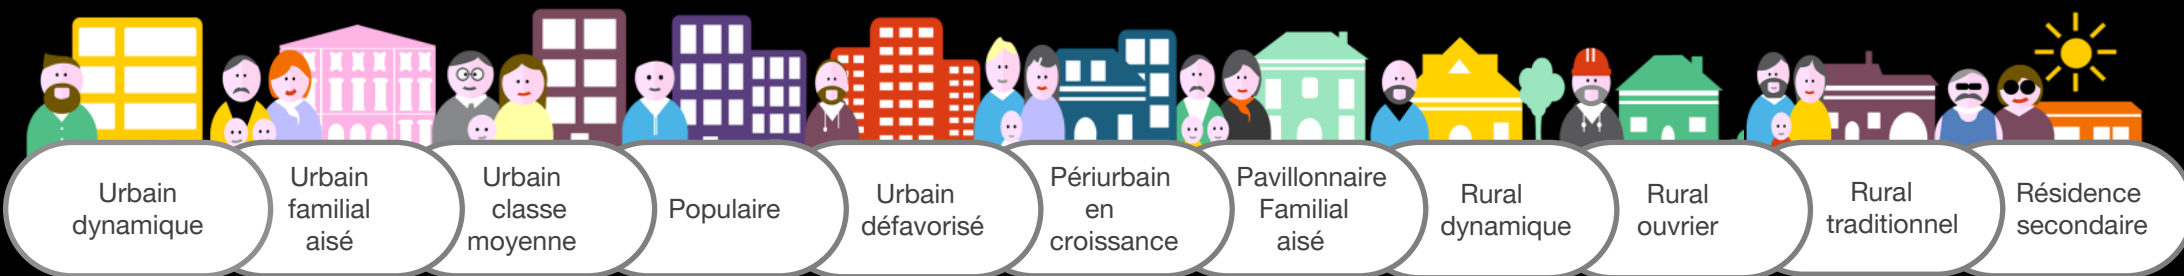 Urbain
dynamique
Urbain
familial
aisé
Urbain
classe
moyenne
Populaire
Urbain
défavorisé
Périurbain
en
croissance
Pavillonnaire
Familial
aisé
Rural
dynamique
Rural
ouvrier
Rural
traditionnel
Résidence
secondaire